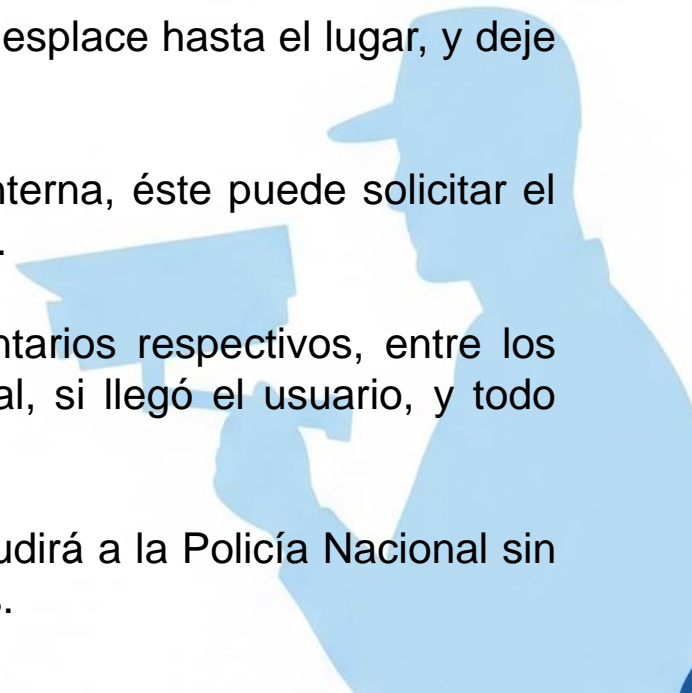 esplace hasta el lugar, y deje
nterna, éste puede solicitar el
.
ntarios respectivos, entre los
al, si llegó el usuario, y todo
udirá a la Policía Nacional sin
.